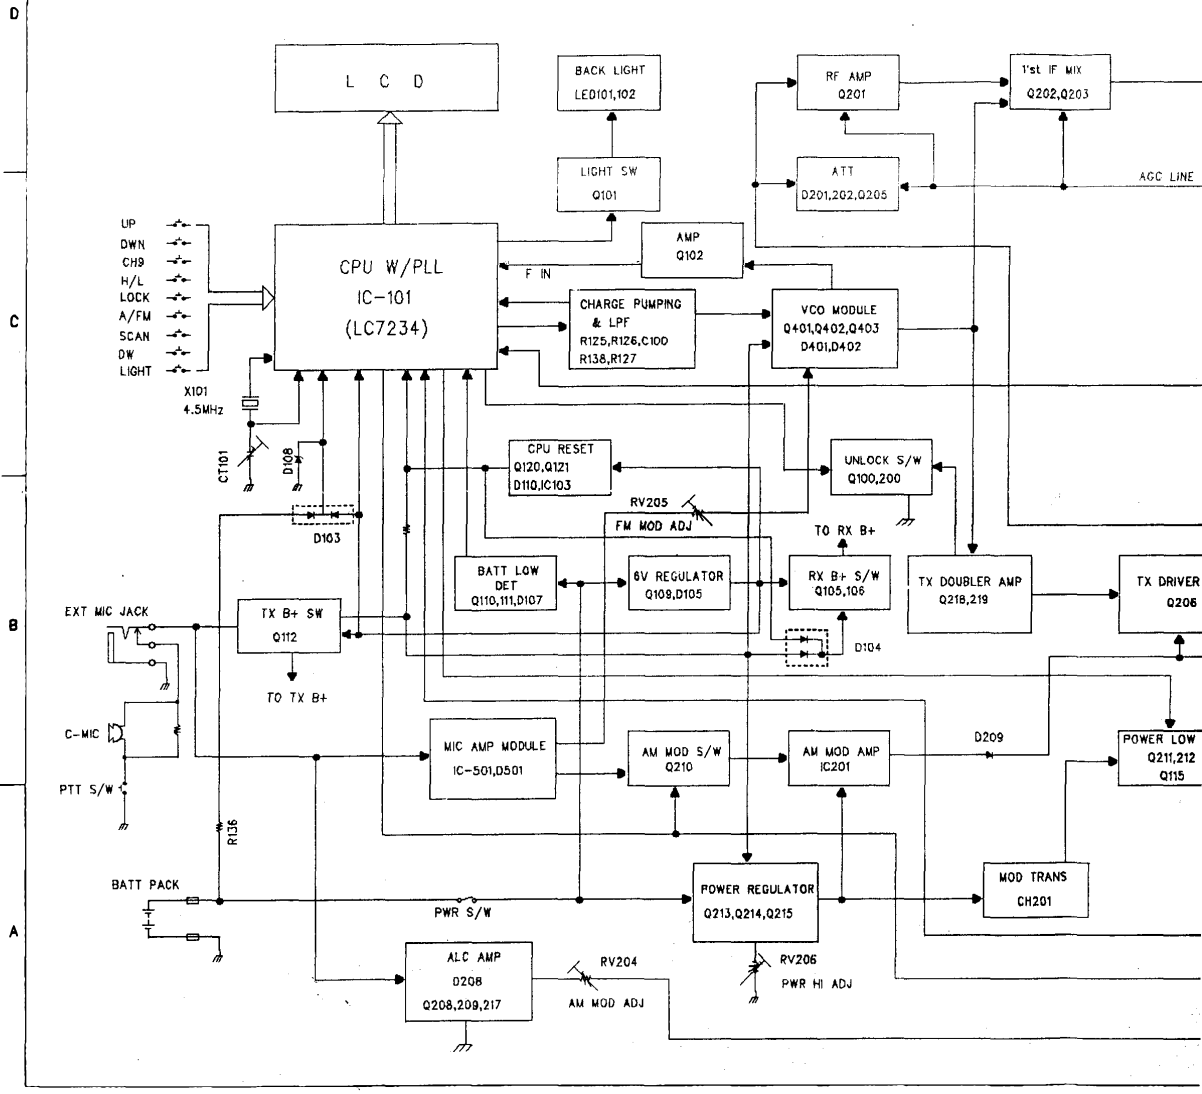 D
L C D
BACK LIGHT
LED101,102
RF AMP
Q201
1'st IF MIX
Q202,Q203
LIGHT SW
Q101
ATT
D201,202,Q205
AGC LINE
UP
DWN
CH9
H/L
LOCK
A/FM
SCAN
DW
LIGHT
CPU W/PLL
IC-101
(LC7234)
AMP
Q102
F IN
C
CHARGE PUMPING
& LPF
R125,R126,C100
R138,R127
VCO MODULE
Q401,Q402,Q403
D401,D402
X101
4.5MHz
CT101
D108
CPU RESET
Q120,Q121
D110,IC103
UNLOCK S/W
Q100,200
RV205
FM MOD ADJ
D103
TO RX B+
BATT LOW
DET
Q110,111,D107
6V REGULATOR
Q109,D105
RX B+ S/W
Q105,106
TX DOUBLER AMP
Q218,219
TX DRIVER
Q206
EXT MIC JACK
B
TX B+ SW
Q112
D104
TO TX B+
C-MIC
MIC AMP MODULE
IC-501,D501
AM MOD S/W
Q210
AM MOD AMP
IC201
D209
POWER LOW
Q211,212
Q115
PTT S/W
R136
BATT PACK
PWR S/W
POWER REGULATOR
Q213,Q214,Q215
MOD TRANS
CH201
A
ALC AMP
D208
Q208,209,217
RV204
AM MOD ADJ
RV206
PWR HI ADJ